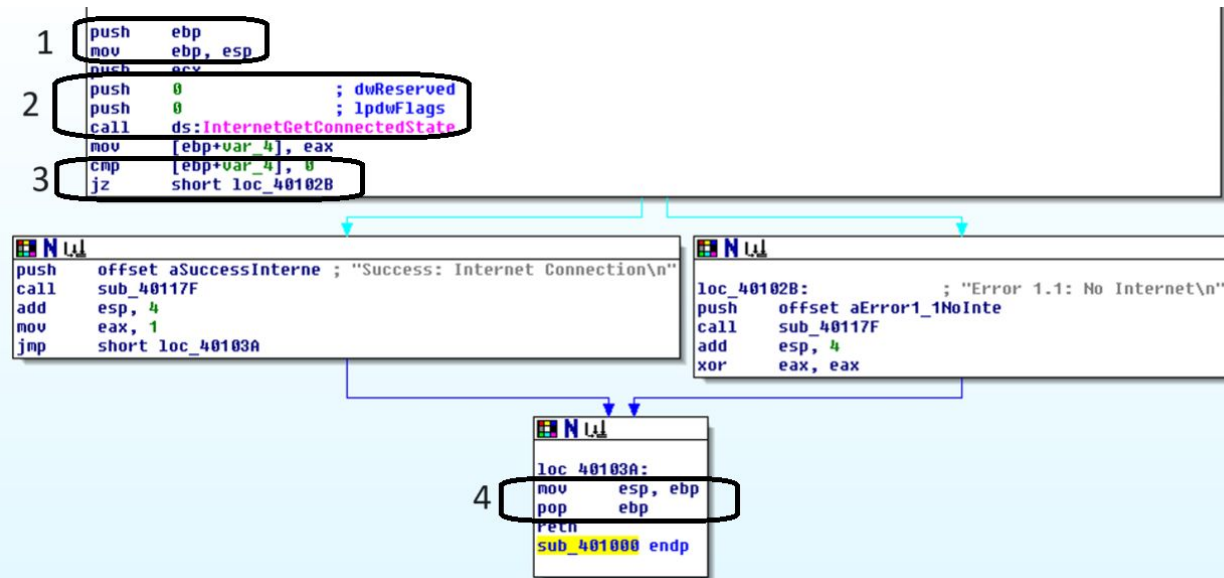 1
push ebp
mov ebp, esp
push ecx
2
push 0 ; dwReserved
push 0 ; lpdwFlags
call ds:InternetGetConnectedState
mov [ebp+var_4], eax
3
cmp [ebp+var_4], 0
jz short loc_40102B
push offset aSuccessInterne ; "Success: Internet Connection\n"
call sub_40117F
add esp, 4
mov eax, 1
jmp short loc_40103A
loc_40102B: ; "Error 1.1: No Internet\n"
push offset aError1_1NoInte
call sub_40117F
add esp, 4
xor eax, eax
4
loc_40103A:
mov esp, ebp
pop ebp
retn
sub_401000 endp